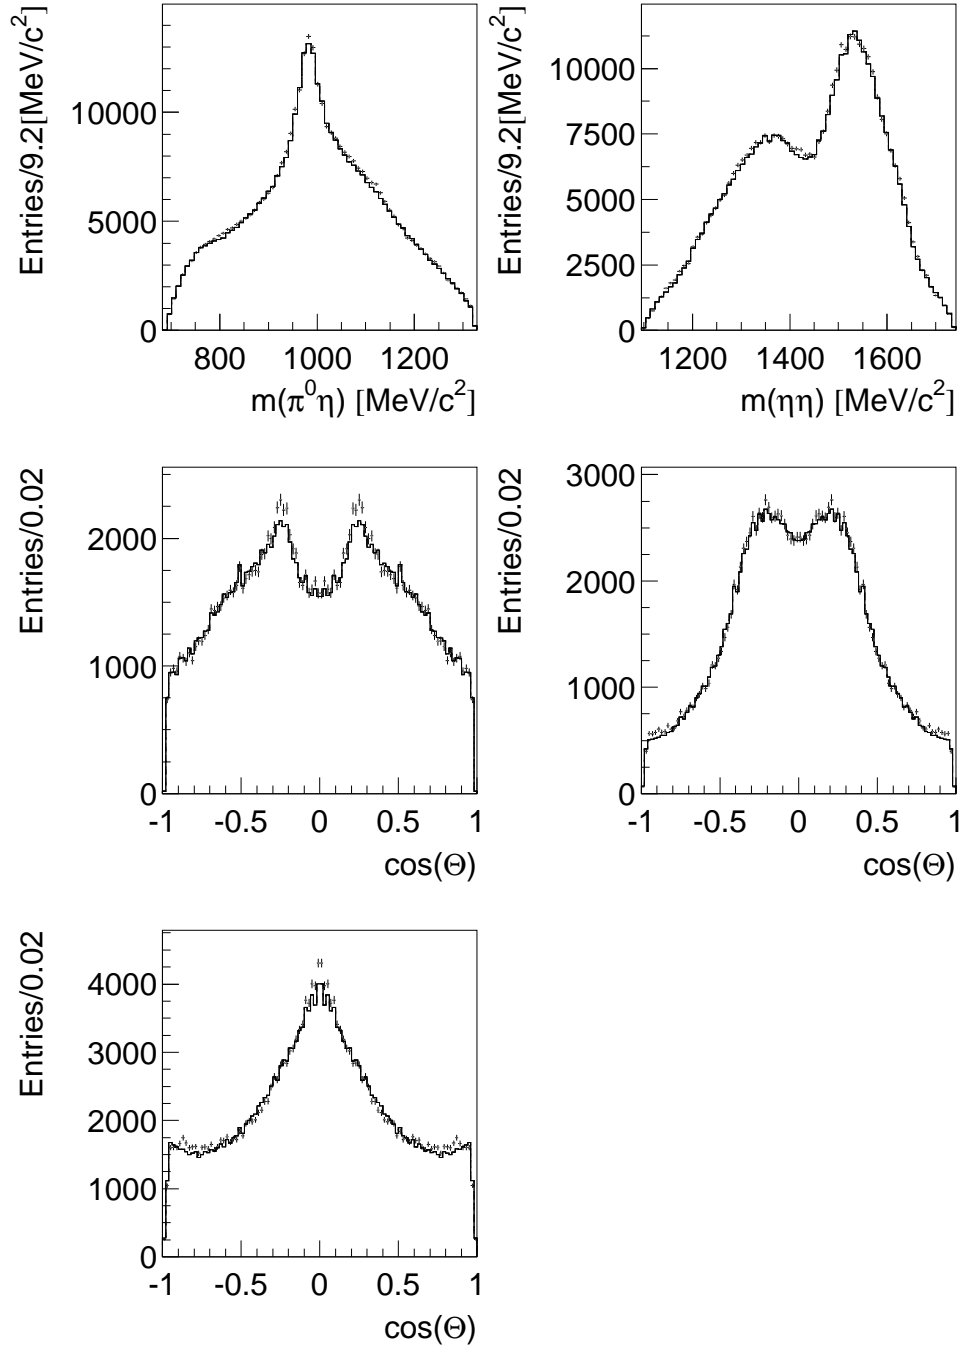 Entries/9.2[MeV/c²]
10000
5000
0
800 1000 1200
m(π⁰η) [MeV/c²]
Entries/9.2[MeV/c²]
10000
7500
5000
2500
0
1200 1400 1600
m(ηη) [MeV/c²]
Entries/0.02
2000
1000
0
-1 -0.5 0 0.5 1
cos(Θ)
Entries/0.02
3000
2000
1000
0
-1 -0.5 0 0.5 1
cos(Θ)
Entries/0.02
4000
3000
2000
1000
0
-1 -0.5 0 0.5 1
cos(Θ)